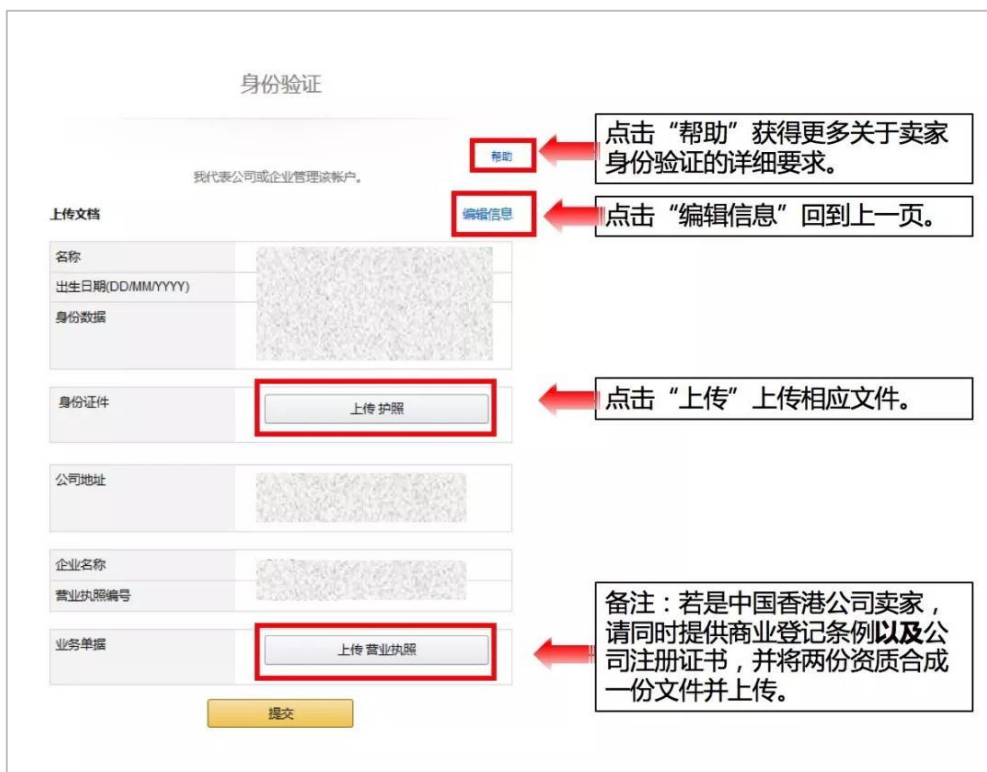 身份验证
帮助
点击“帮助”获得更多关于卖家
身份验证的详细要求。
我代表公司或企业管理该帐户。
上传文档
编辑信息
点击“编辑信息”回到上一页。
名称
出生日期(DD/MM/YYYY)
身份数据
身份证件
上传 护照
点击“上传”上传相应文件。
公司地址
企业名称
营业执照编号
业务单据
上传 营业执照
备注：若是中国香港公司卖家，
请同时提供商业登记条例以及公
司注册证书，并将两份资质合成
一份文件并上传。
提交